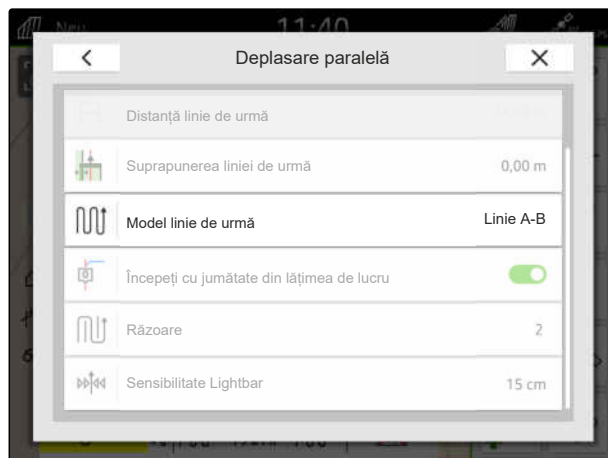 Neu
11:40
Deplasare paralelă
Distanță linie de urmă
Suprapunerea liniei de urmă 0,00 m
Model linie de urmă Linie A-B
Începeți cu jumătate din lățimea de lucru
Răzoare 2
Sensibilitate Lightbar 15 cm